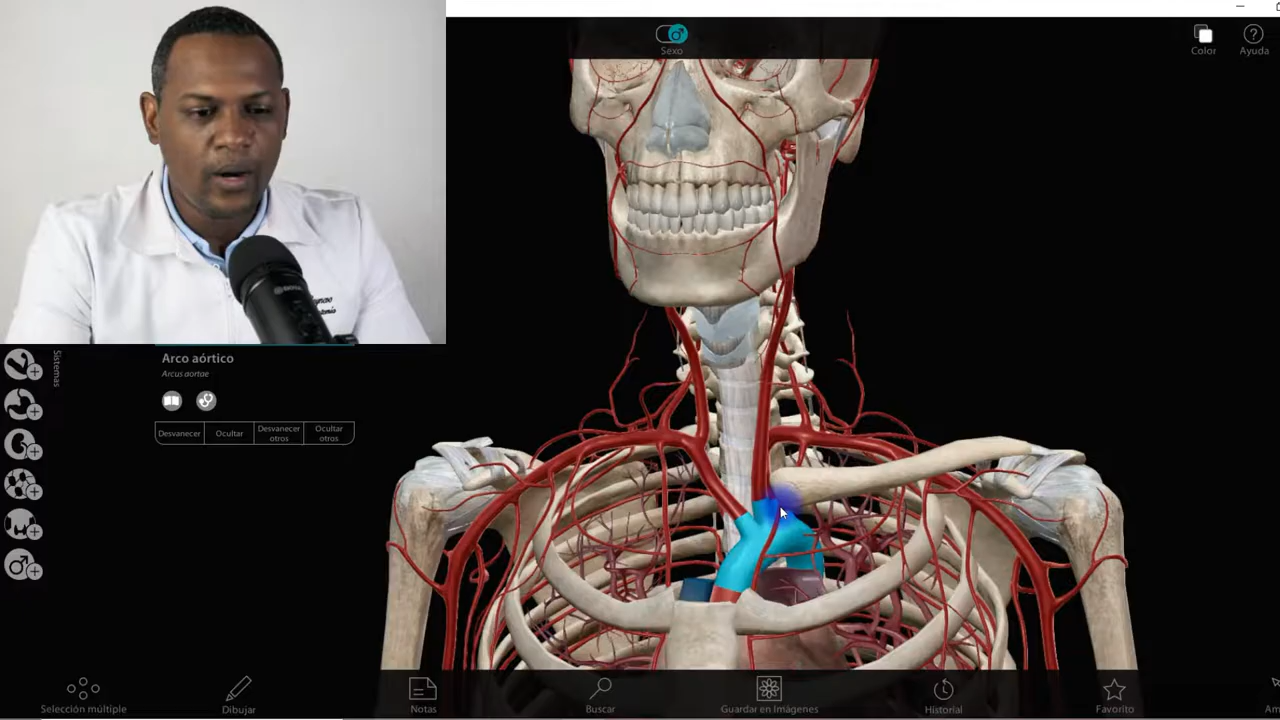 Sexo
Color
Ayuda
Sistemas
Arco aórtico
Arcus aortae
Desvanecer
Ocultar
Desvanecer
otros
Ocultar
otros
Selección múltiple
Dibujar
Notas
Buscar
Guardar en Imágenes
Historial
Favorito